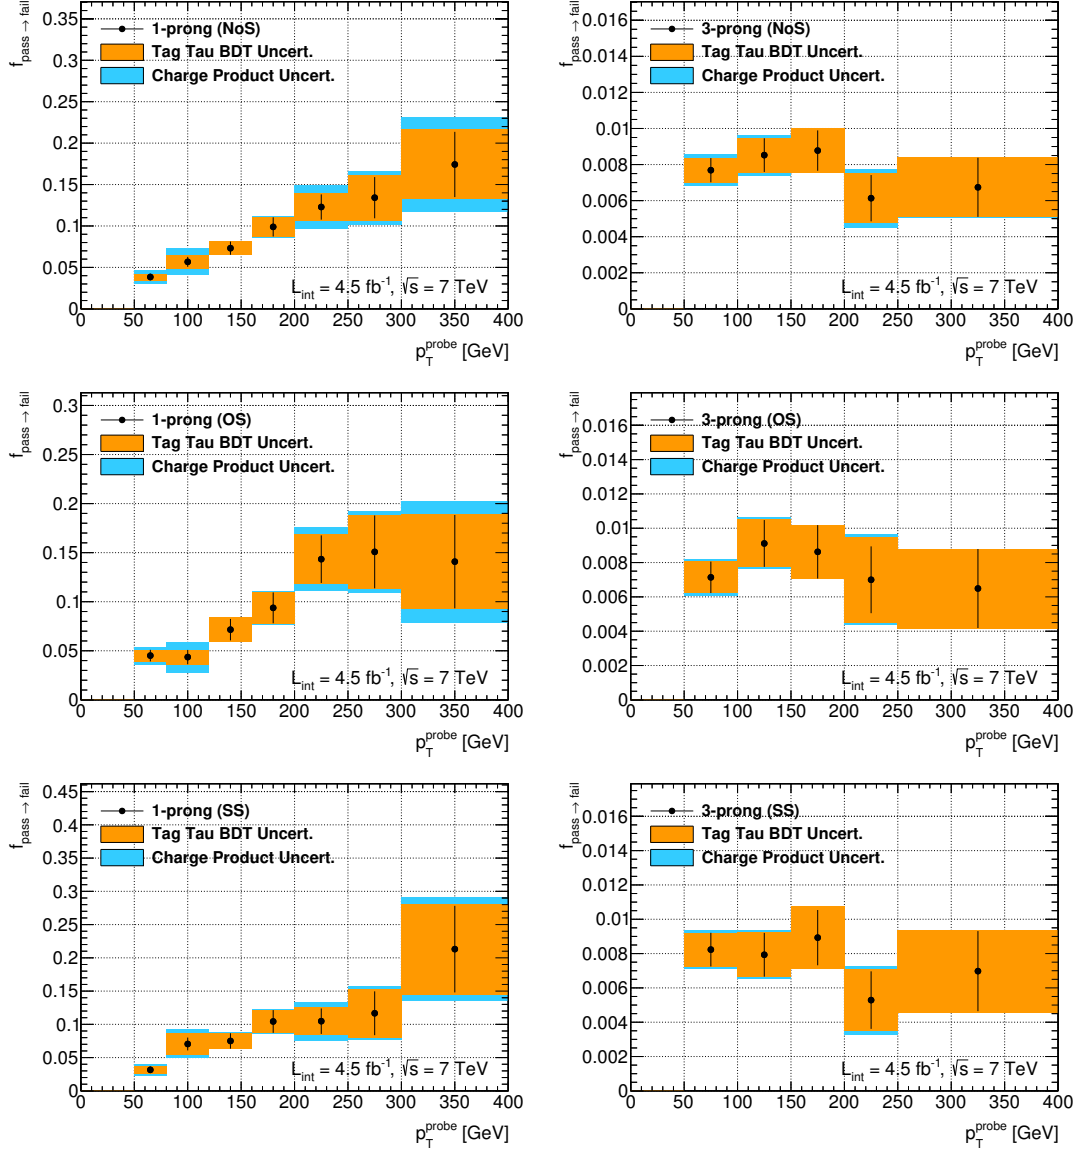 f_pass → fail
1-prong (NoS)
Tag Tau BDT Uncert.
Charge Product Uncert.
0.35
0.3
0.25
0.2
0.15
0.1
0.05
0
L_int = 4.5 fb⁻¹, √s = 7 TeV
0 50 100 150 200 250 300 350 400
p_T^probe [GeV]
f_pass → fail
3-prong (NoS)
Tag Tau BDT Uncert.
Charge Product Uncert.
0.016
0.014
0.012
0.01
0.008
0.006
0.004
0.002
0
L_int = 4.5 fb⁻¹, √s = 7 TeV
0 50 100 150 200 250 300 350 400
p_T^probe [GeV]
f_pass → fail
1-prong (OS)
Tag Tau BDT Uncert.
Charge Product Uncert.
0.3
0.25
0.2
0.15
0.1
0.05
0
L_int = 4.5 fb⁻¹, √s = 7 TeV
0 50 100 150 200 250 300 350 400
p_T^probe [GeV]
f_pass → fail
3-prong (OS)
Tag Tau BDT Uncert.
Charge Product Uncert.
0.016
0.014
0.012
0.01
0.008
0.006
0.004
0.002
0
L_int = 4.5 fb⁻¹, √s = 7 TeV
0 50 100 150 200 250 300 350 400
p_T^probe [GeV]
f_pass → fail
1-prong (SS)
Tag Tau BDT Uncert.
Charge Product Uncert.
0.45
0.4
0.35
0.3
0.25
0.2
0.15
0.1
0.05
0
L_int = 4.5 fb⁻¹, √s = 7 TeV
0 50 100 150 200 250 300 350 400
p_T^probe [GeV]
f_pass → fail
3-prong (SS)
Tag Tau BDT Uncert.
Charge Product Uncert.
0.016
0.014
0.012
0.01
0.008
0.006
0.004
0.002
0
L_int = 4.5 fb⁻¹, √s = 7 TeV
0 50 100 150 200 250 300 350 400
p_T^probe [GeV]